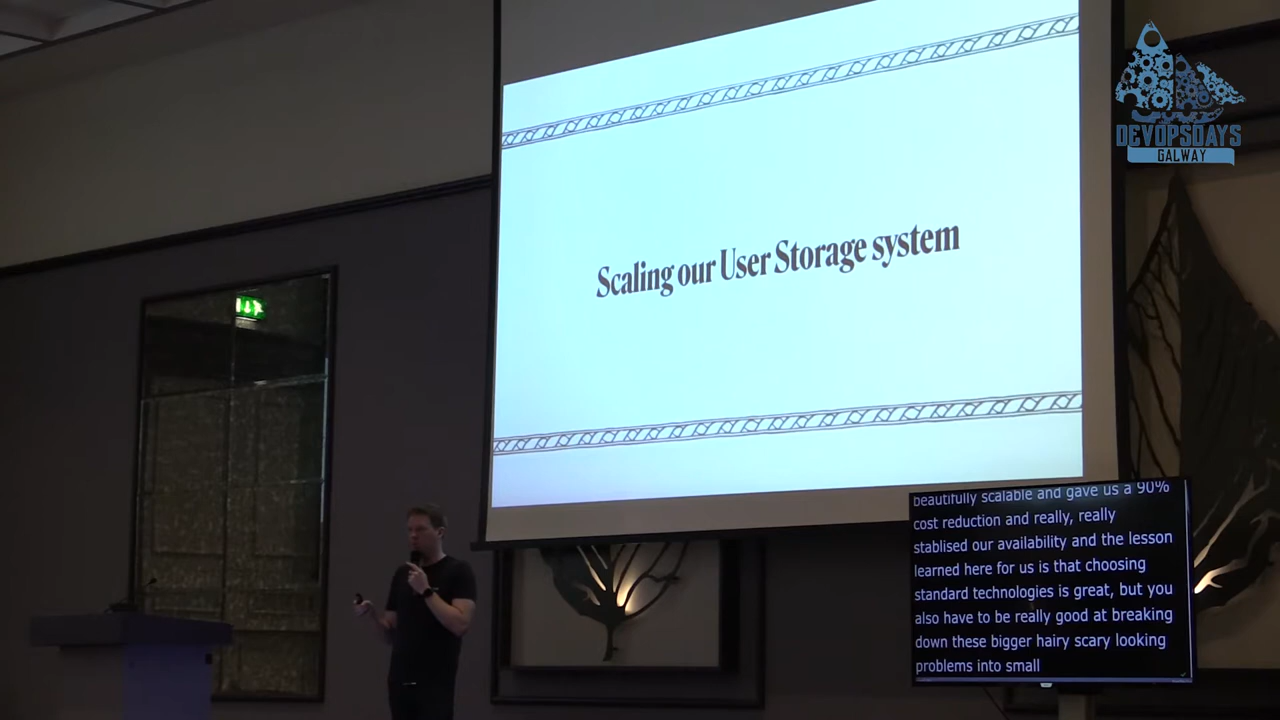 DEVOPSDAYS
GALWAY
Scaling our User Storage system
beautifully scalable and gave us a 90%
cost reduction and really, really
stablised our availability and the lesson
learned here for us is that choosing
standard technologies is great, but you
also have to be really good at breaking
down these bigger hairy scary looking
problems into small